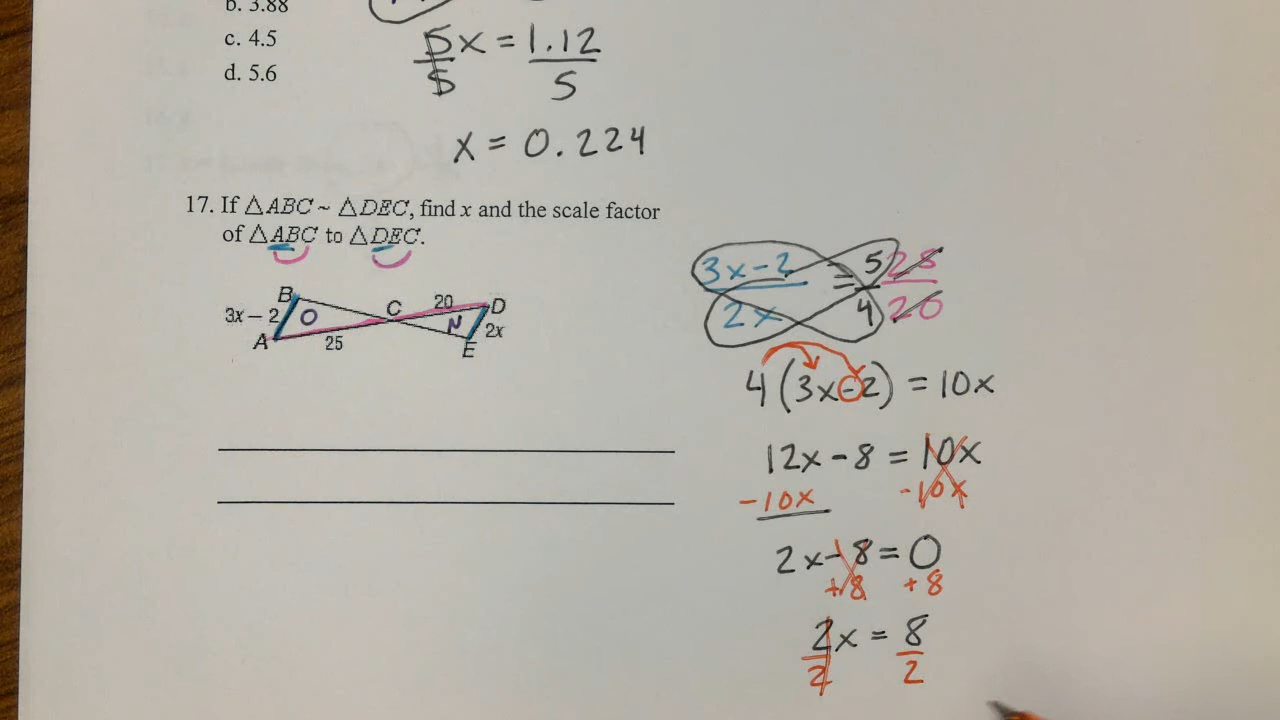 b. 3.88
c. 4.5
d. 5.6
5x = 1.12
5 5
x = 0.224
17. If △ABC ~ △DEC, find x and the scale factor
of △ABC to △DEC.
B
3x – 2
O
A
25
C
20
D
N
2x
E
3x-2 = 5 25
2x 4 20
4(3x-2) = 10x
12x-8 = 10x
-10x -10x
2x-8 = 0
+8 +8
2x = 8
2 2